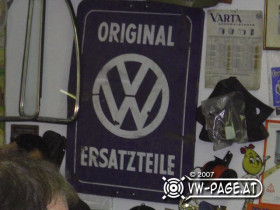 ORIGINAL
VARTA
VW
ERSATZTEILE
© 2007
VW-PAGE.AT